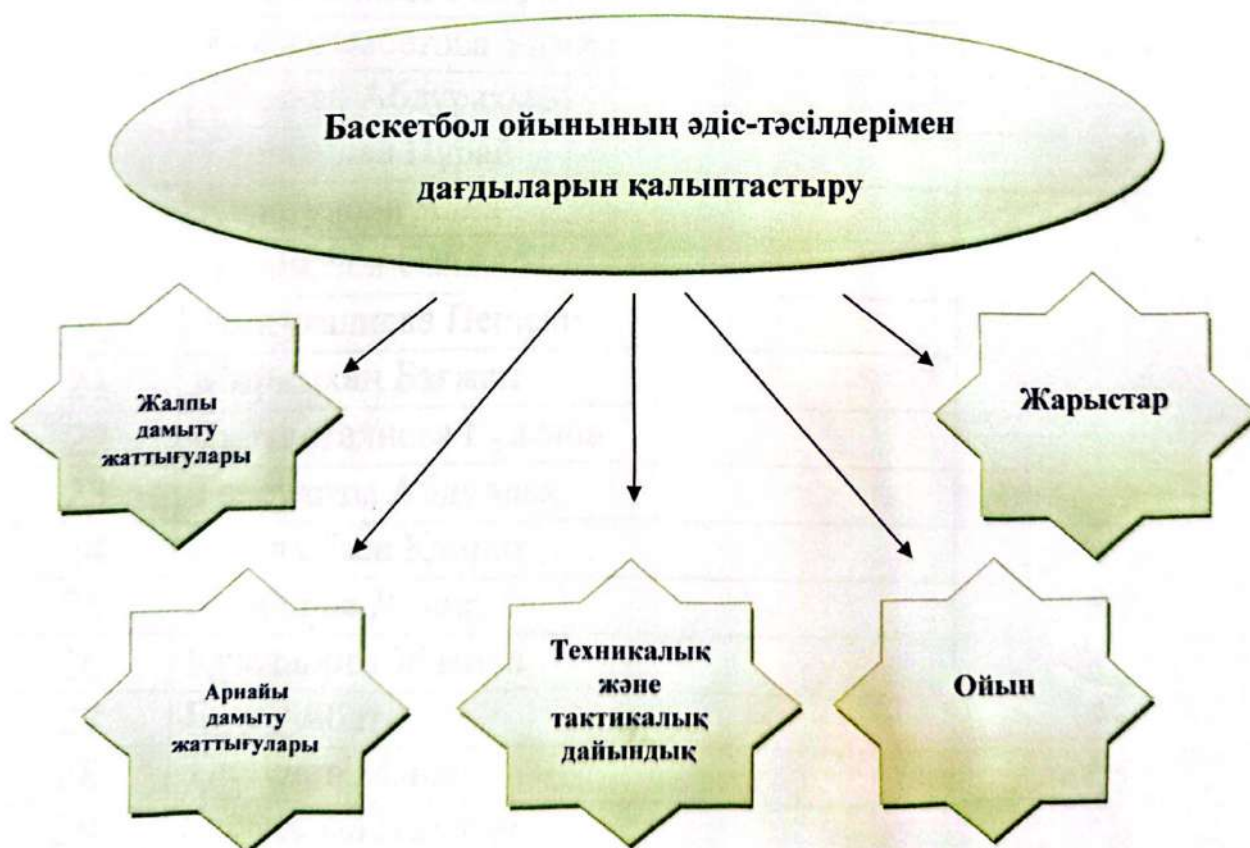 Баскетбол ойынының әдіс-тәсілдерімен
дағдыларын қалыптастыру
Жалпы
дамыту
жаттығулары
Жарыстар
Арнайы
дамыту
жаттығулары
Техникалық
және
тактикалық
дайындық
Ойын